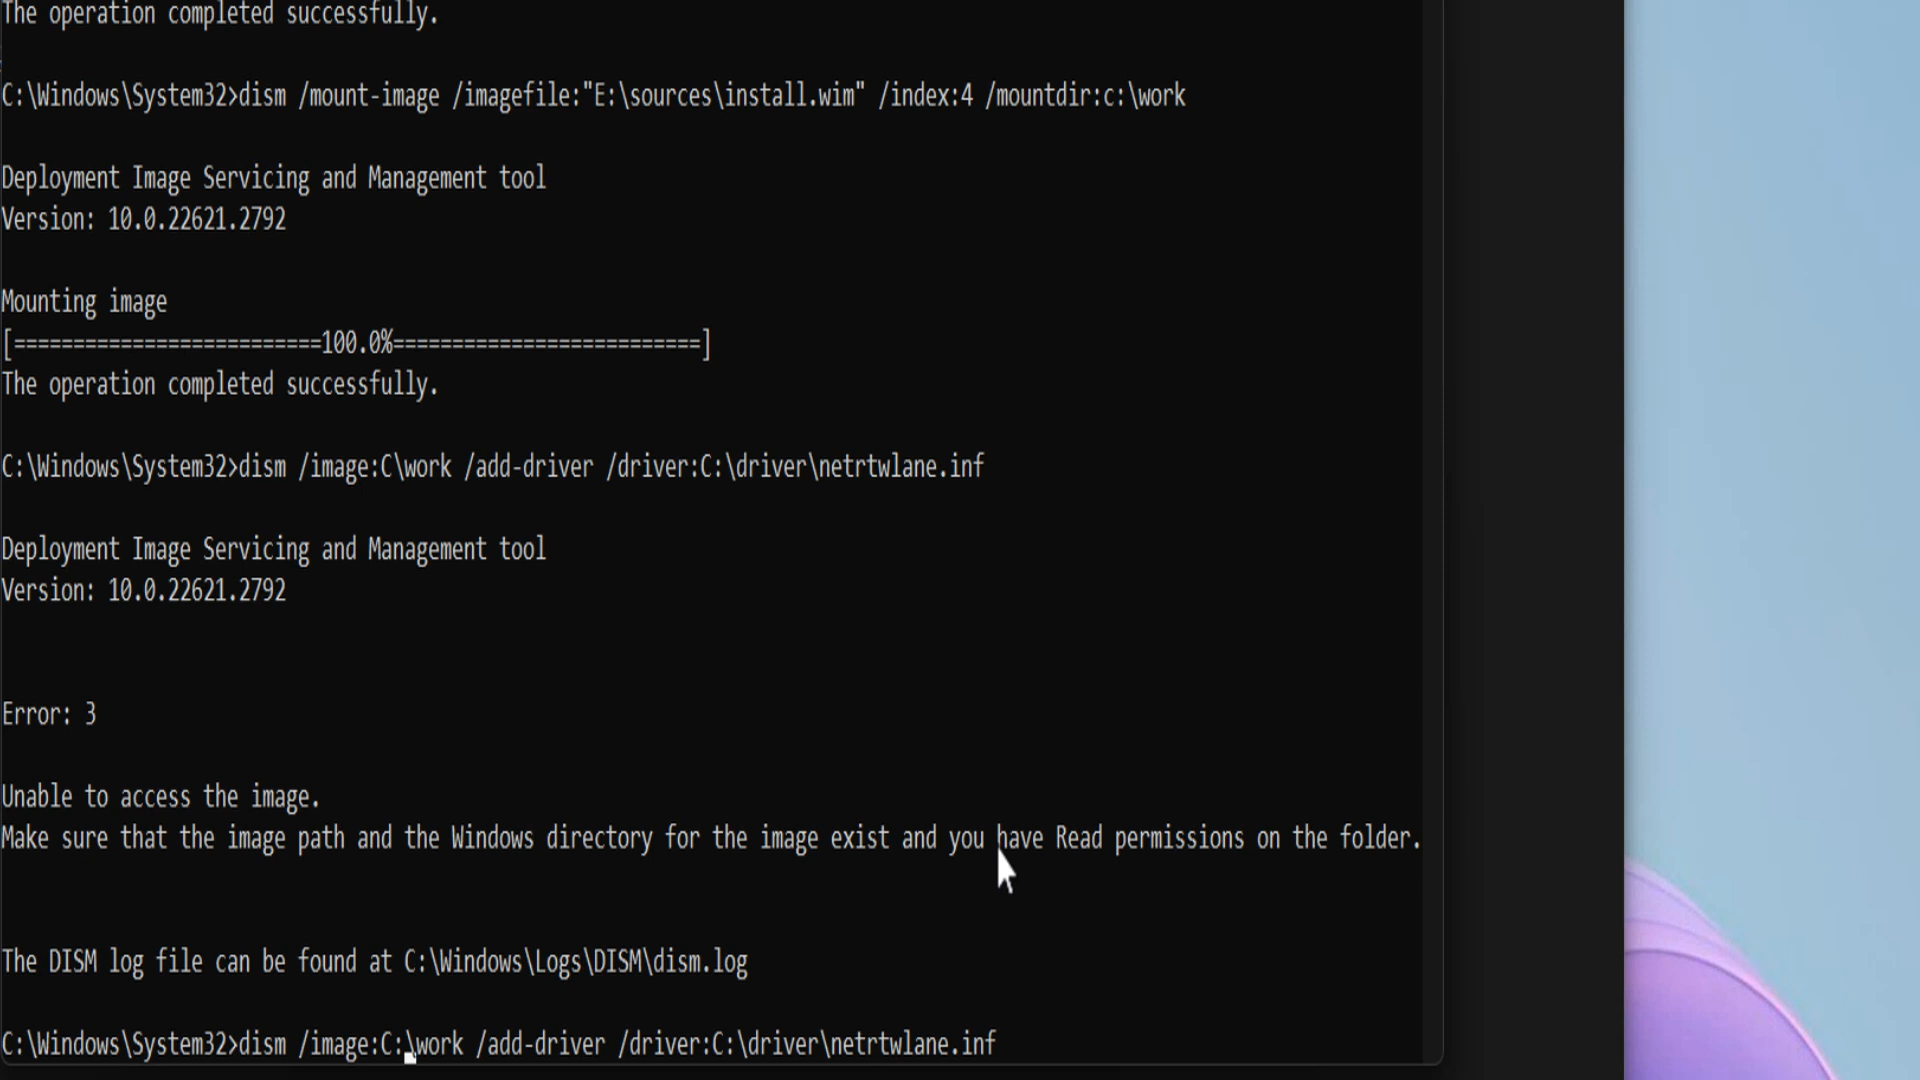 The operation completed successfully.
C:\Windows\System32>dism /mount-image /imagefile:"E:\sources\install.wim" /index:4 /mountdir:c:\work
Deployment Image Servicing and Management tool
Version: 10.0.22621.2792
Mounting image
[==========================100.0%==========================]
The operation completed successfully.
C:\Windows\System32>dism /image:C\work /add-driver /driver:C:\driver\netrtwlane.inf
Deployment Image Servicing and Management tool
Version: 10.0.22621.2792
Error: 3
Unable to access the image.
Make sure that the image path and the Windows directory for the image exist and you have Read permissions on the folder.
The DISM log file can be found at C:\Windows\Logs\DISM\dism.log
C:\Windows\System32>dism /image:C:\work /add-driver /driver:C:\driver\netrtwlane.inf